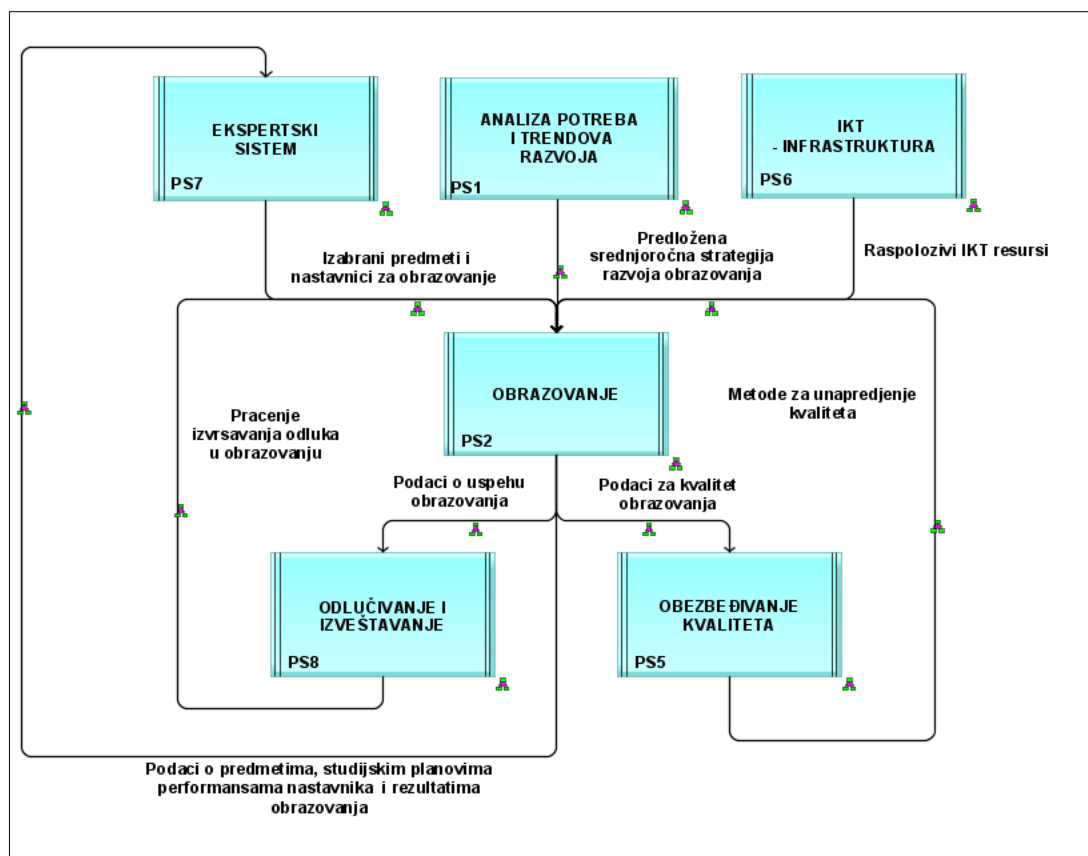 EKSPERTSKI
SISTEM
PS7
ANALIZA POTREBA
I TRENDOVA
RAZVOJA
PS1
IKT
- INFRASTRUKTURA
PS6
Izabrani predmeti i
nastavnici za obrazovanje
Predložena
srednjoročna strategija
razvoja obrazovanja
Raspolozivi IKT resursi
OBRAZOVANJE
PS2
Pracenje
izvrsavanja odluka
u obrazovanju
Metode za unapredjenje
kvaliteta
Podaci o uspehu
obrazovanja
Podaci za kvalitet
obrazovanja
ODLUČIVANJE I
IZVEŠTAVANJE
PS8
OBEZBEĐIVANJE
KVALITETA
PS5
Podaci o predmetima, studijskim planovima
performansama nastavnika i rezultatima
obrazovanja